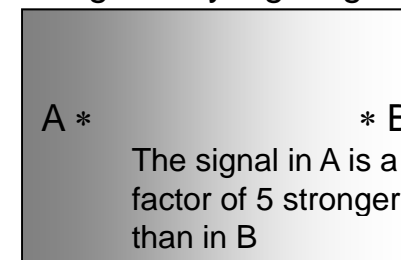 A * * B
The signal in A is a
factor of 5 stronger
than in B